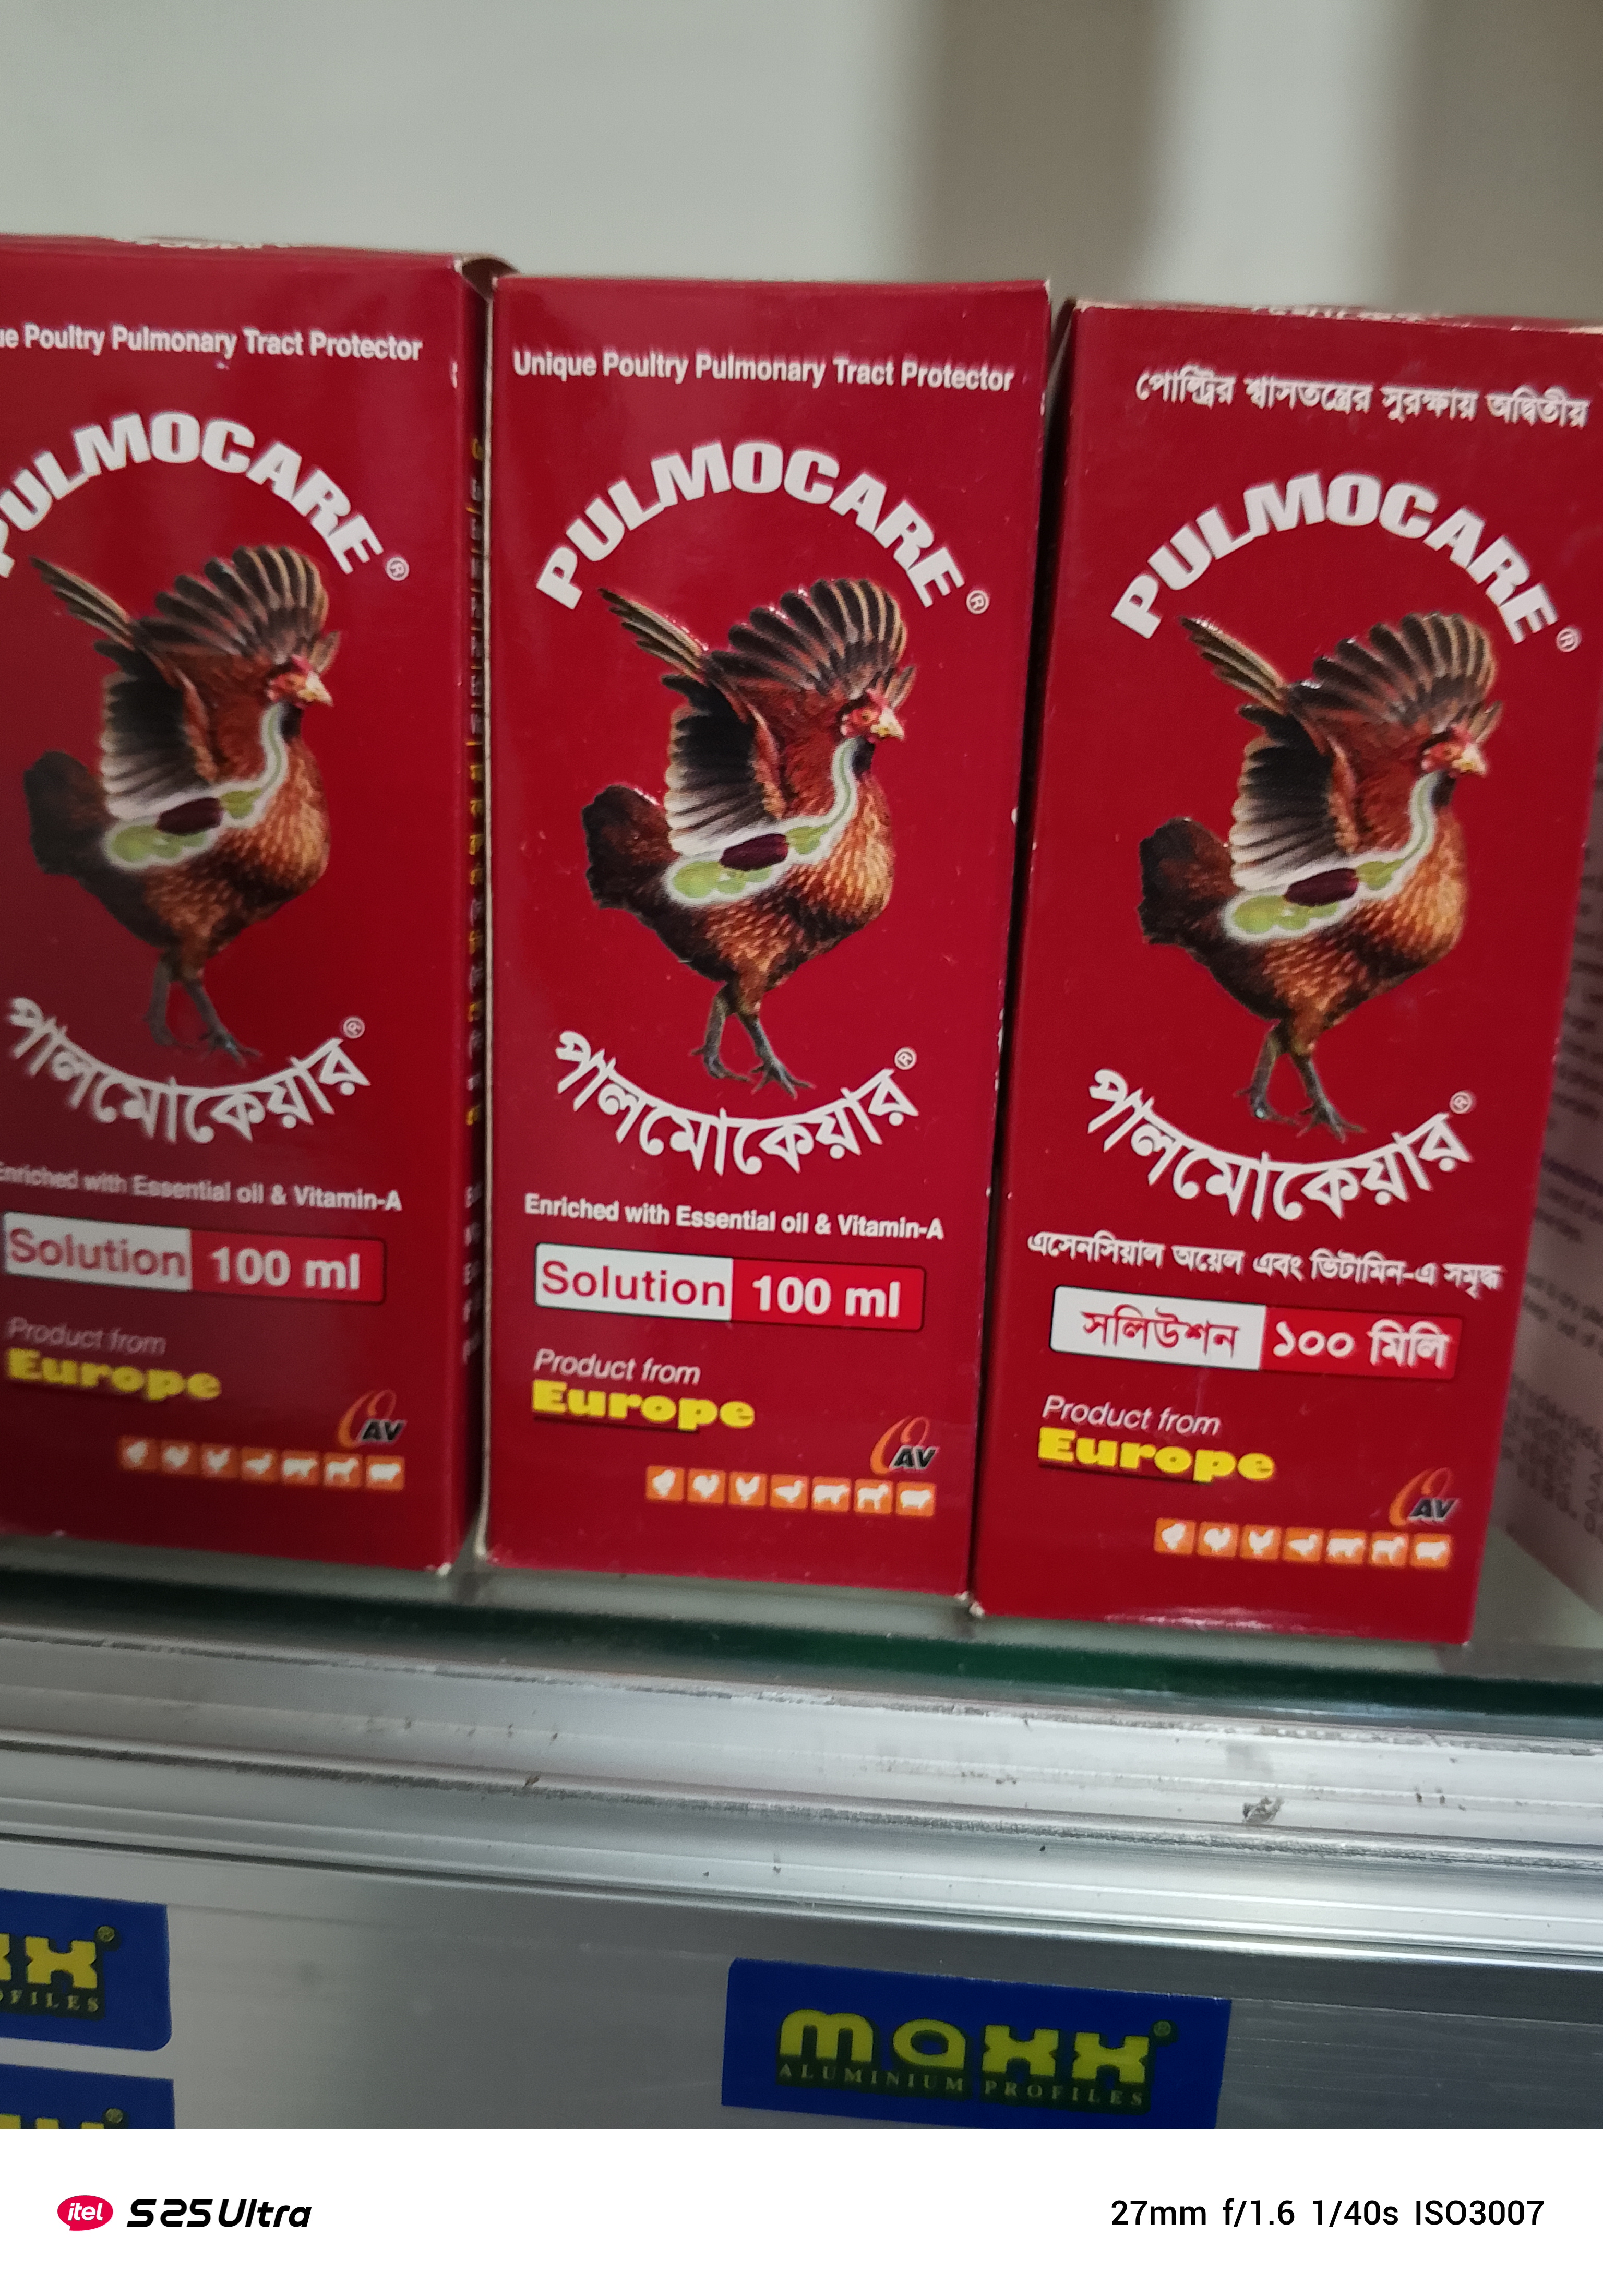 Poultry Pulmonary Tract Protector
PULMOCARE®
পালমোকেয়ার®
Enriched with Essential oil & Vitamin-A
Solution 100 ml
Product from
Europe
AV
Unique Poultry Pulmonary Tract Protector
PULMOCARE®
পালমোকেয়ার®
Enriched with Essential oil & Vitamin-A
Solution 100 ml
Product from
Europe
AV
পোল্ট্রির শ্বাসতন্ত্রের সুরক্ষায় অদ্বিতীয়
PULMOCARE®
পালমোকেয়ার®
এসেনসিয়াল অয়েল এবং ভিটামিন-এ সমৃদ্ধ
সলিউশন ১০০ মিলি
Product from
Europe
AV
maxx®
ALUMINIUM PROFILES
itel S25 Ultra
27mm f/1.6 1/40s ISO3007